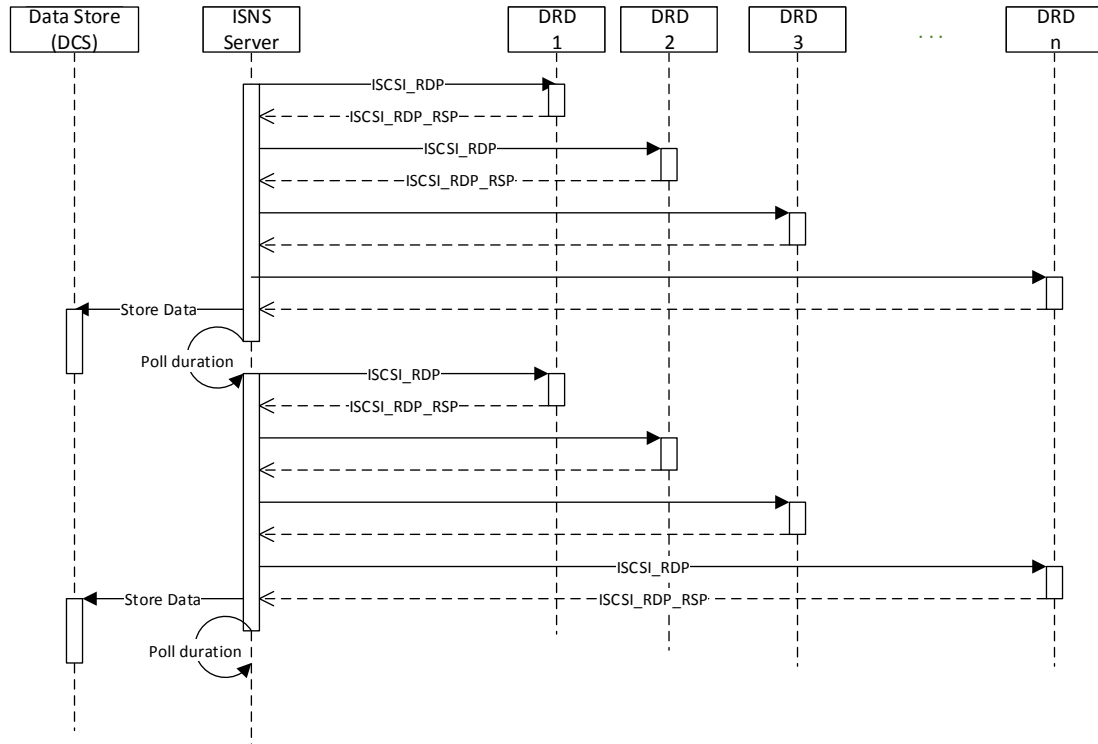 Data Store
(DCS)
ISNS
Server
DRD
1
DRD
2
DRD
3
. . .
DRD
n
ISCSI_RDP
ISCSI_RDP_RSP
ISCSI_RDP
ISCSI_RDP_RSP
Store Data
Poll duration
ISCSI_RDP
ISCSI_RDP_RSP
ISCSI_RDP
Store Data
ISCSI_RDP_RSP
Poll duration